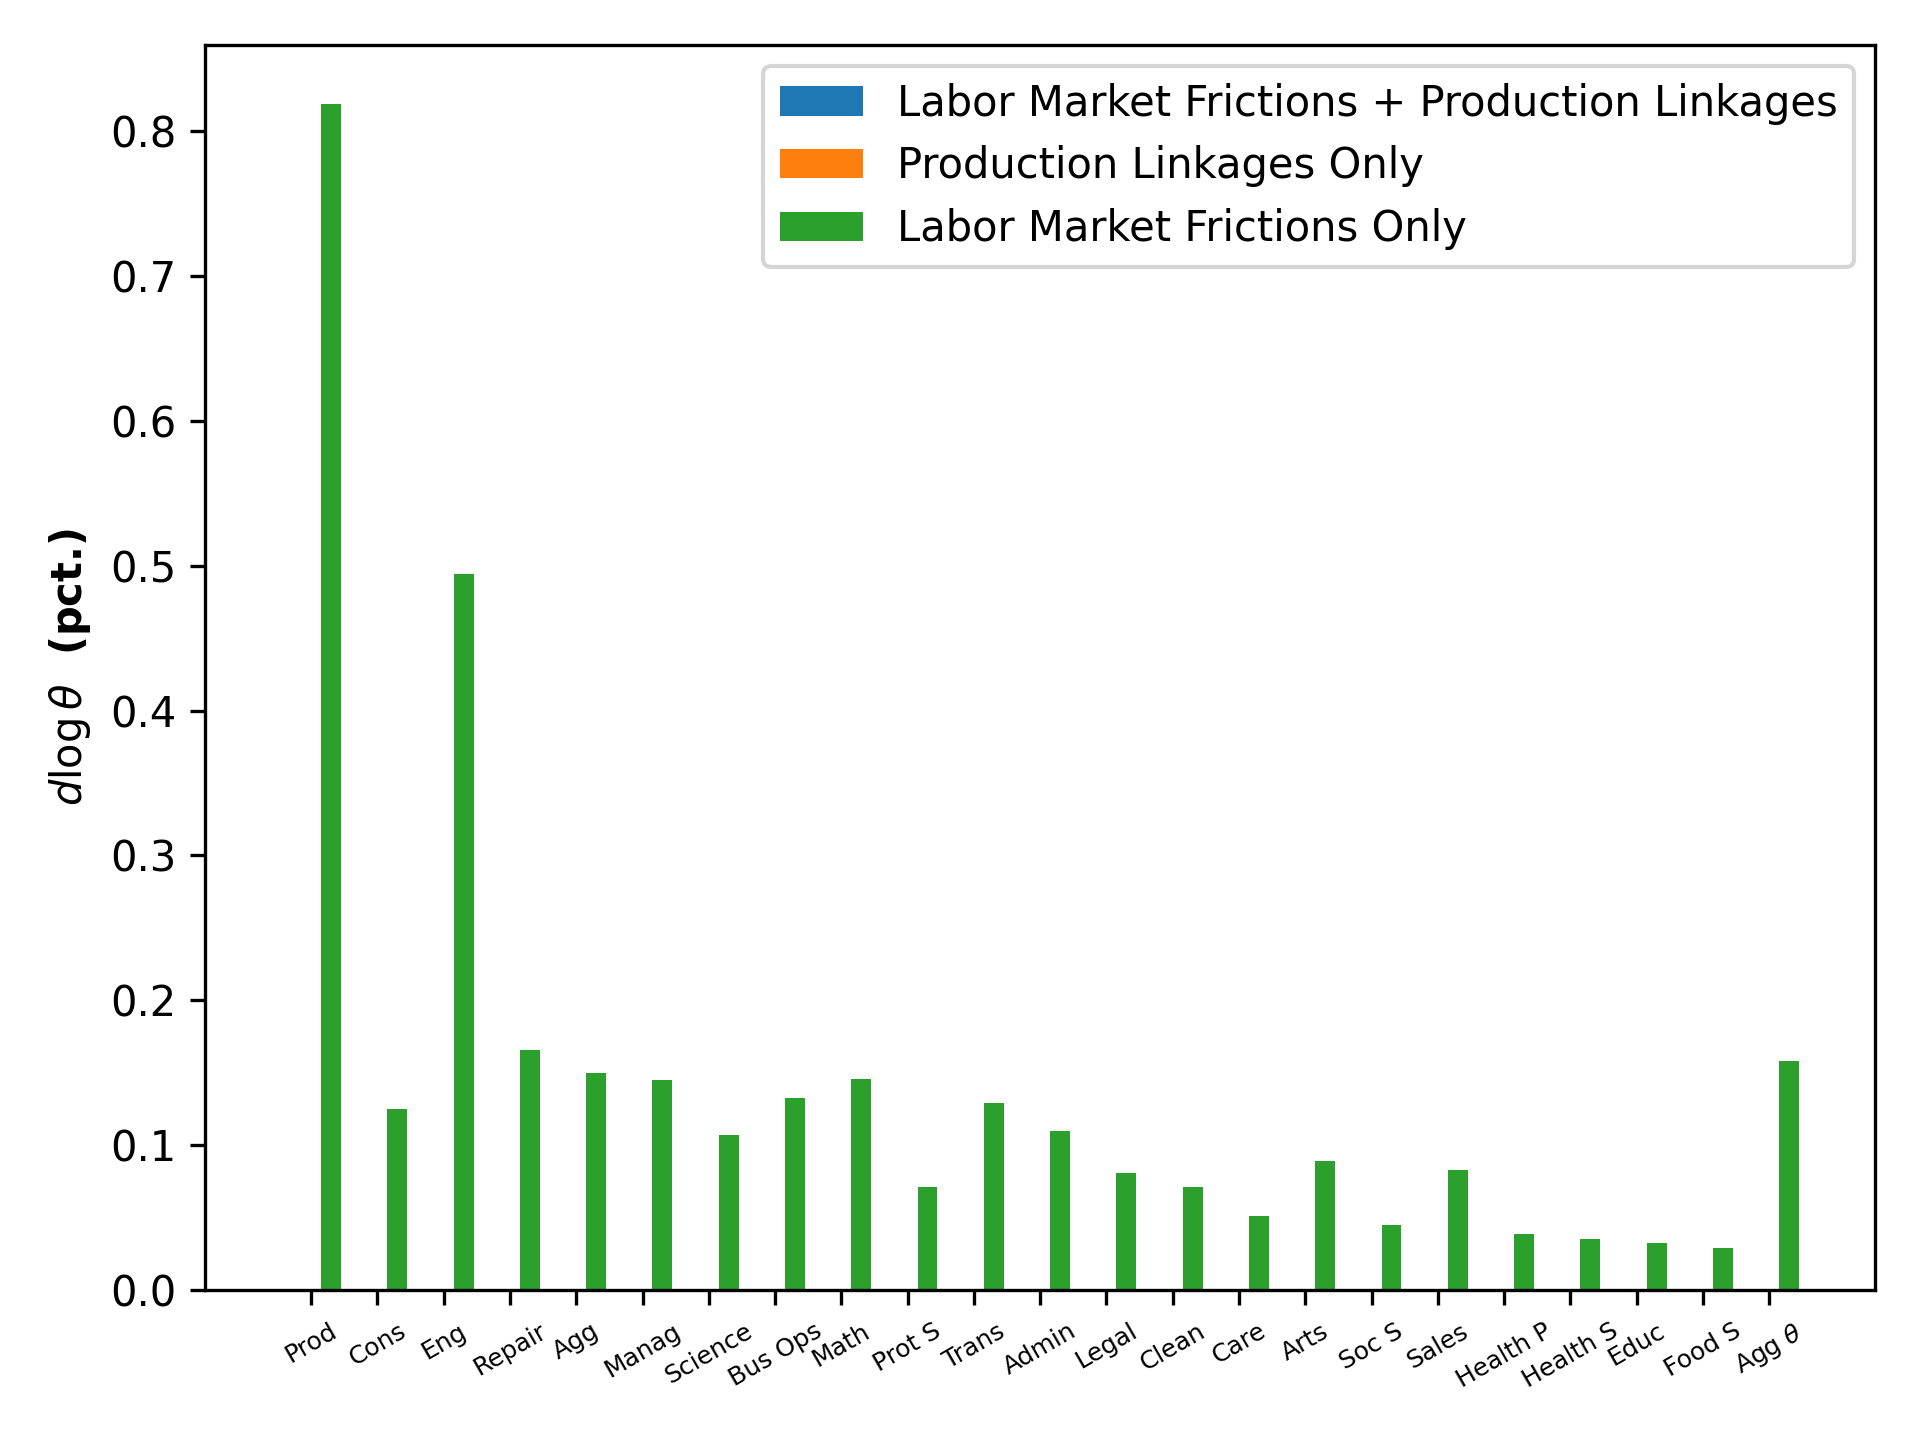 Labor Market Frictions + Production Linkages
Production Linkages Only
Labor Market Frictions Only
d log θ (pct.)
0.8
0.7
0.6
0.5
0.4
0.3
0.2
0.1
0.0
Prod
Cons
Eng
Repair
Agg
Manag
Science
Bus Ops
Math
Prot S
Trans
Admin
Legal
Clean
Care
Arts
Soc S
Sales
Health P
Health S
Educ
Food S
Agg θ